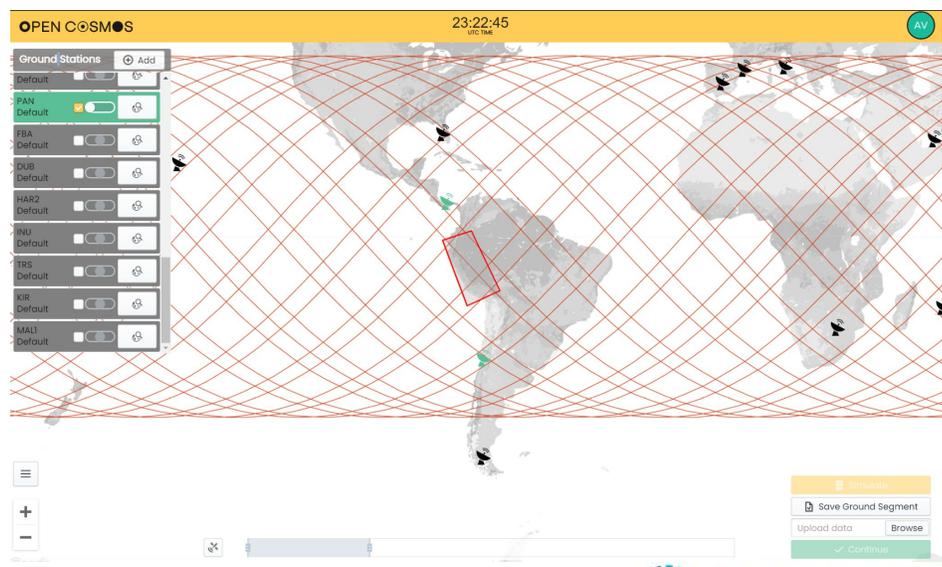 OPEN COSMOS
23:22:45
UTC TIME
AV
Ground Stations
Add
Default
PAN
Default
FBA
Default
DUB
Default
HAR2
Default
INU
Default
TRS
Default
KIR
Default
MAL1
Default
Simulate
Save Ground Segment
Upload data
Browse
Continue